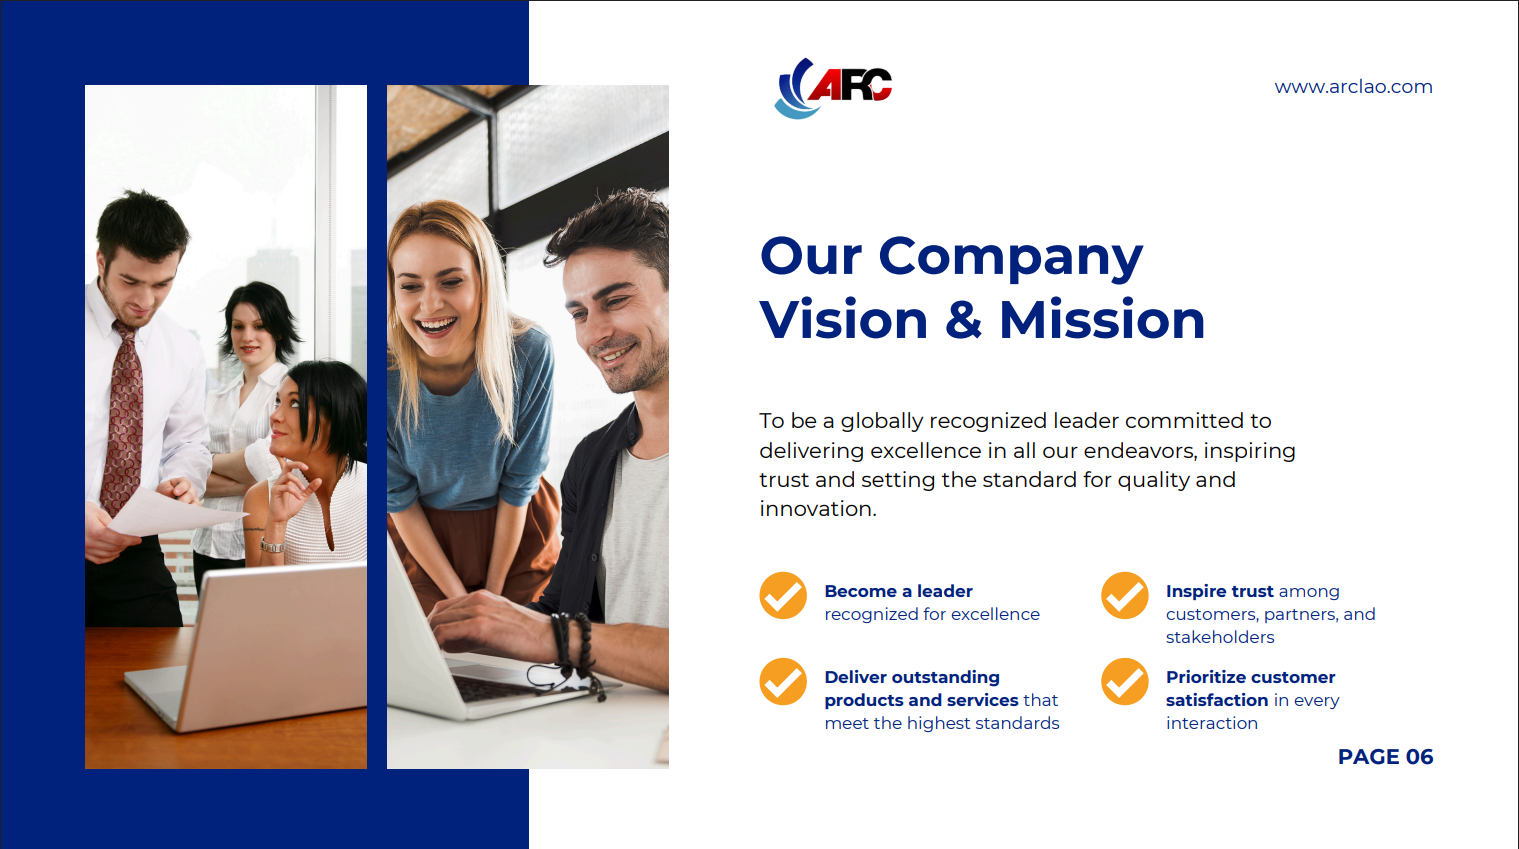 ARC
www.arclao.com
Our Company
Vision & Mission
To be a globally recognized leader committed to
delivering excellence in all our endeavors, inspiring
trust and setting the standard for quality and
innovation.
Become a leader
recognized for excellence
Inspire trust among
customers, partners, and
stakeholders
Deliver outstanding
products and services that
meet the highest standards
Prioritize customer
satisfaction in every
interaction
PAGE 06